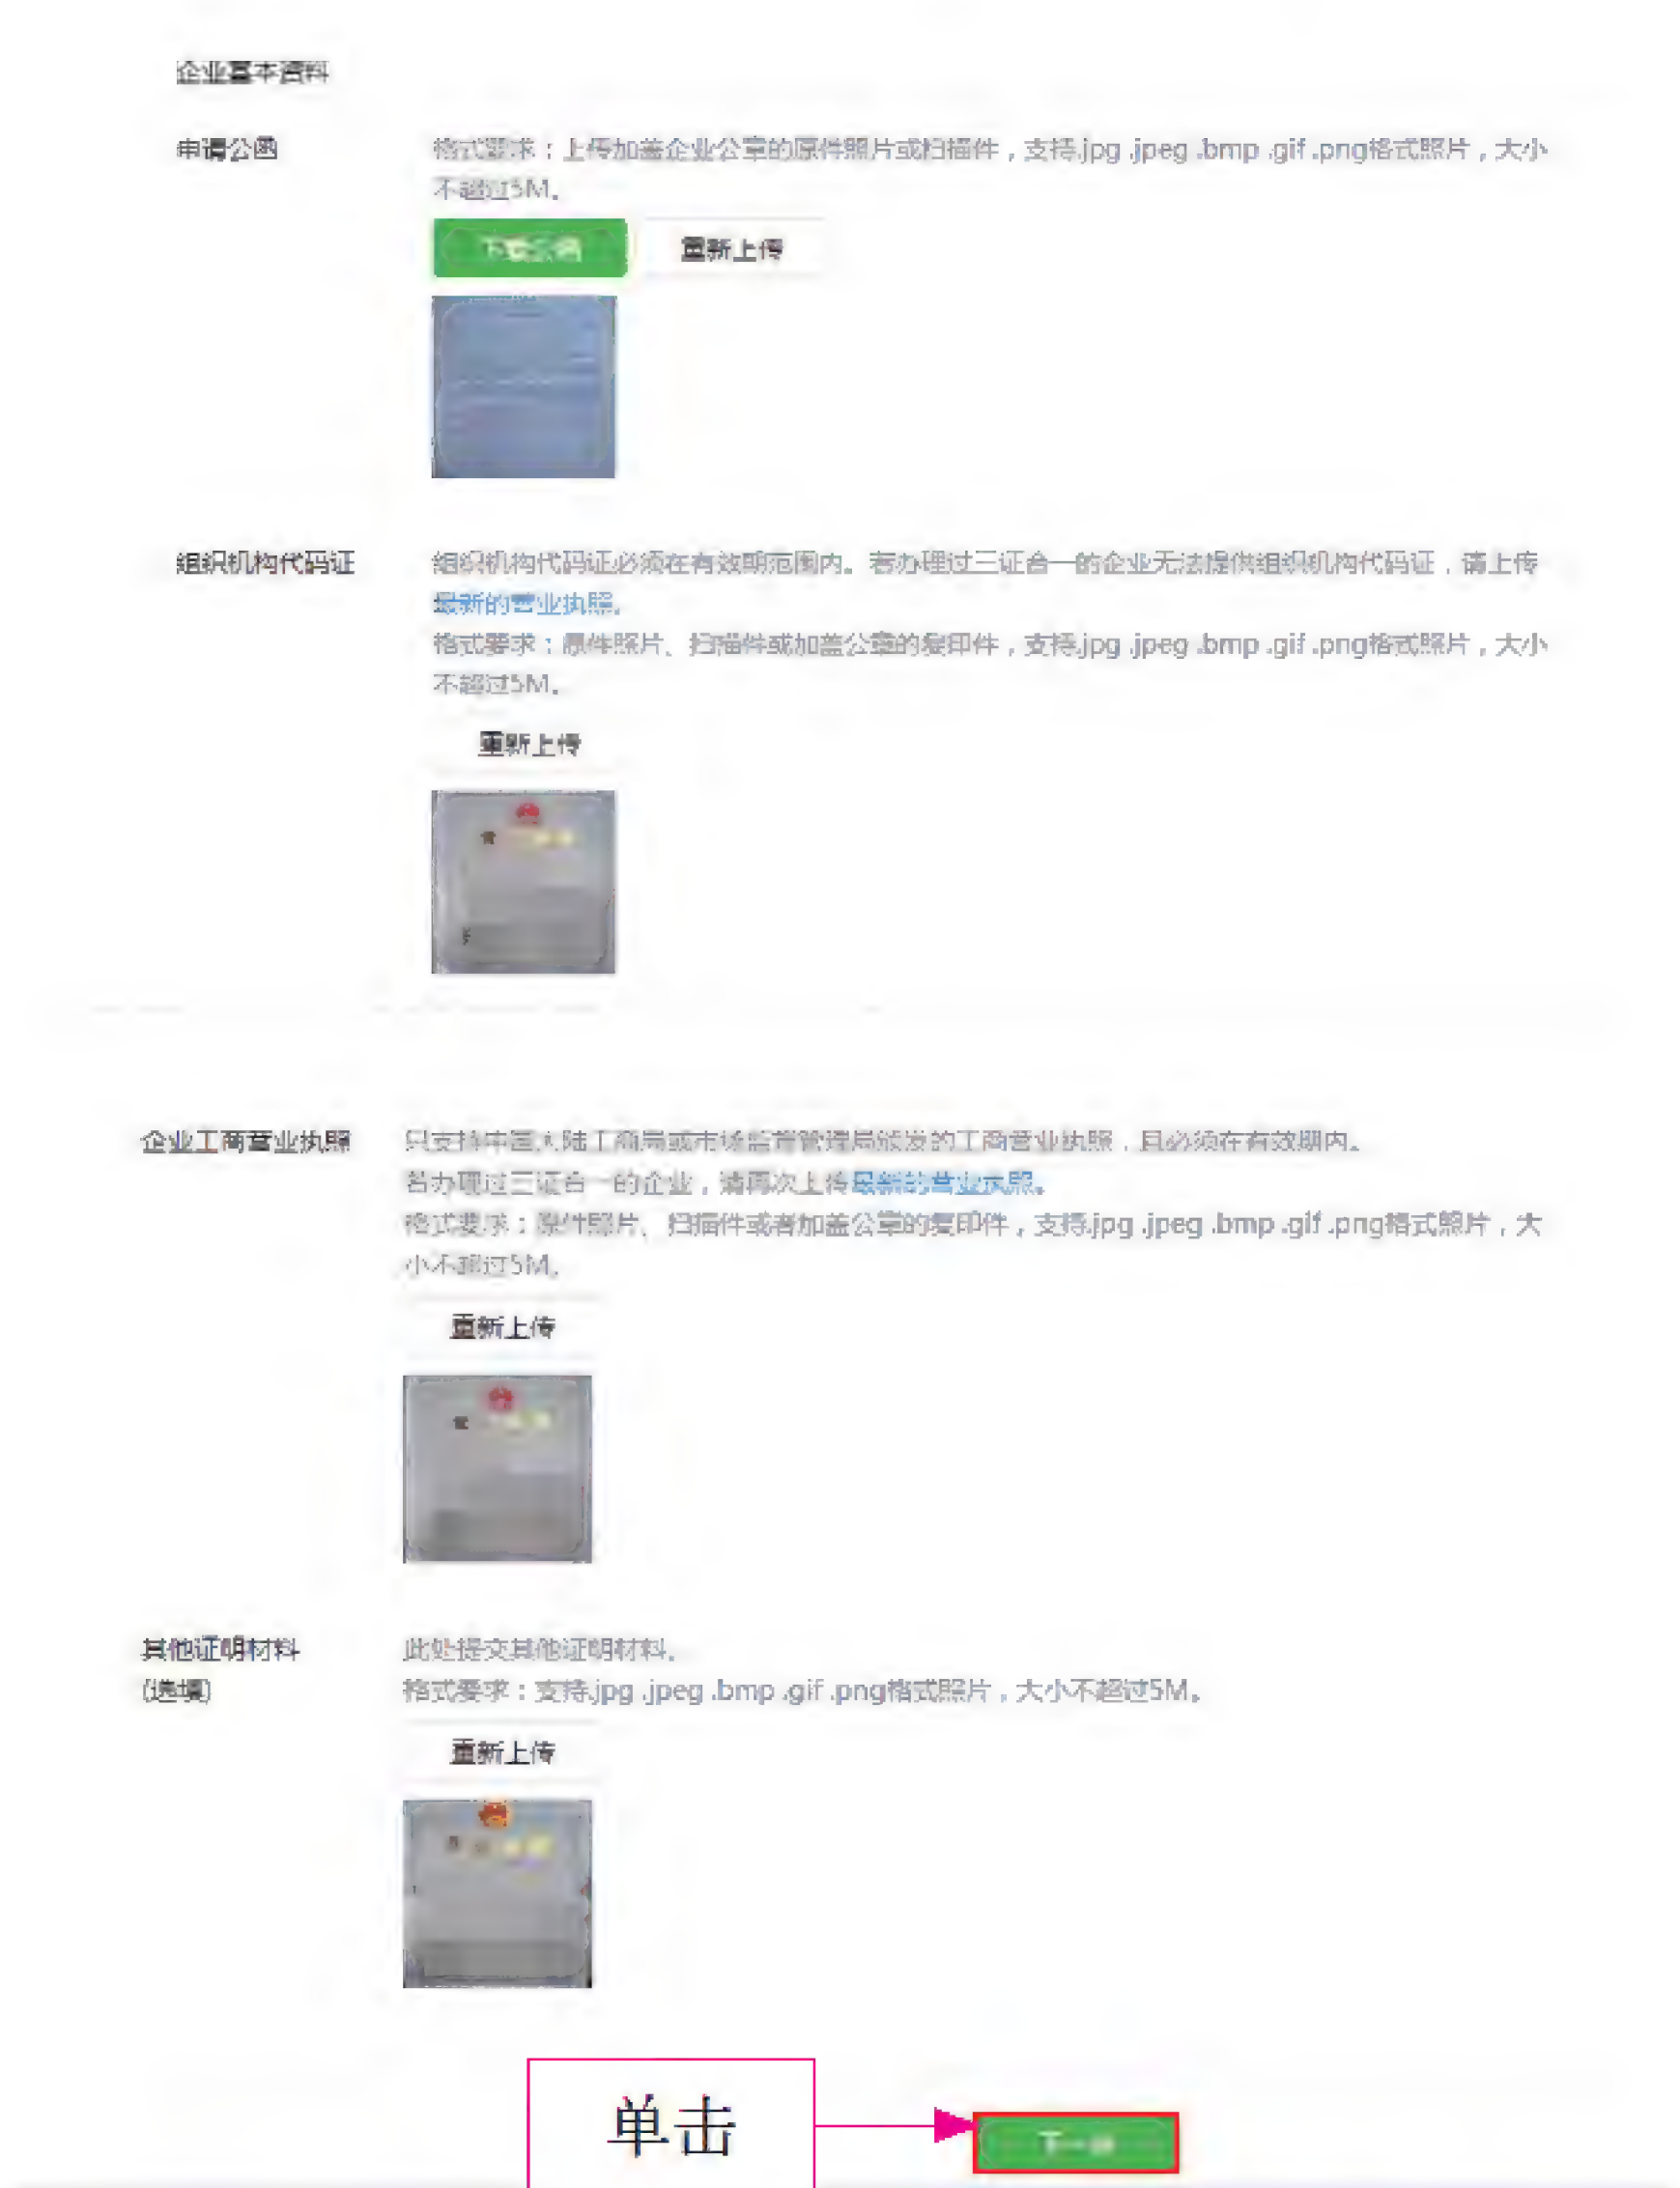 企业基本资料
申请公函
格式要求：上传加盖企业公章的原件照片或扫描件，支持.jpg .jpeg .bmp .gif .png格式照片，大小
不超过5M。
下载公函
重新上传
组织机构代码证
组织机构代码证必须在有效期范围内。若办理过三证合一的企业无法提供组织机构代码证，请上传
最新的营业执照。
格式要求：原件照片、扫描件或加盖公章的复印件，支持.jpg .jpeg .bmp .gif .png格式照片，大小
不超过5M。
重新上传
企业工商营业执照
只支持中国大陆工商局或市场监督管理局颁发的工商营业执照，且必须在有效期内。
若办理过三证合一的企业，请再次上传最新的营业执照。
格式要求：原件照片、扫描件或者加盖公章的复印件，支持.jpg .jpeg .bmp .gif .png格式照片，大
小不超过5M。
重新上传
其他证明材料
(选填)
此处提交其他证明材料。
格式要求：支持.jpg .jpeg .bmp .gif .png格式照片，大小不超过5M。
重新上传
单击
下一步